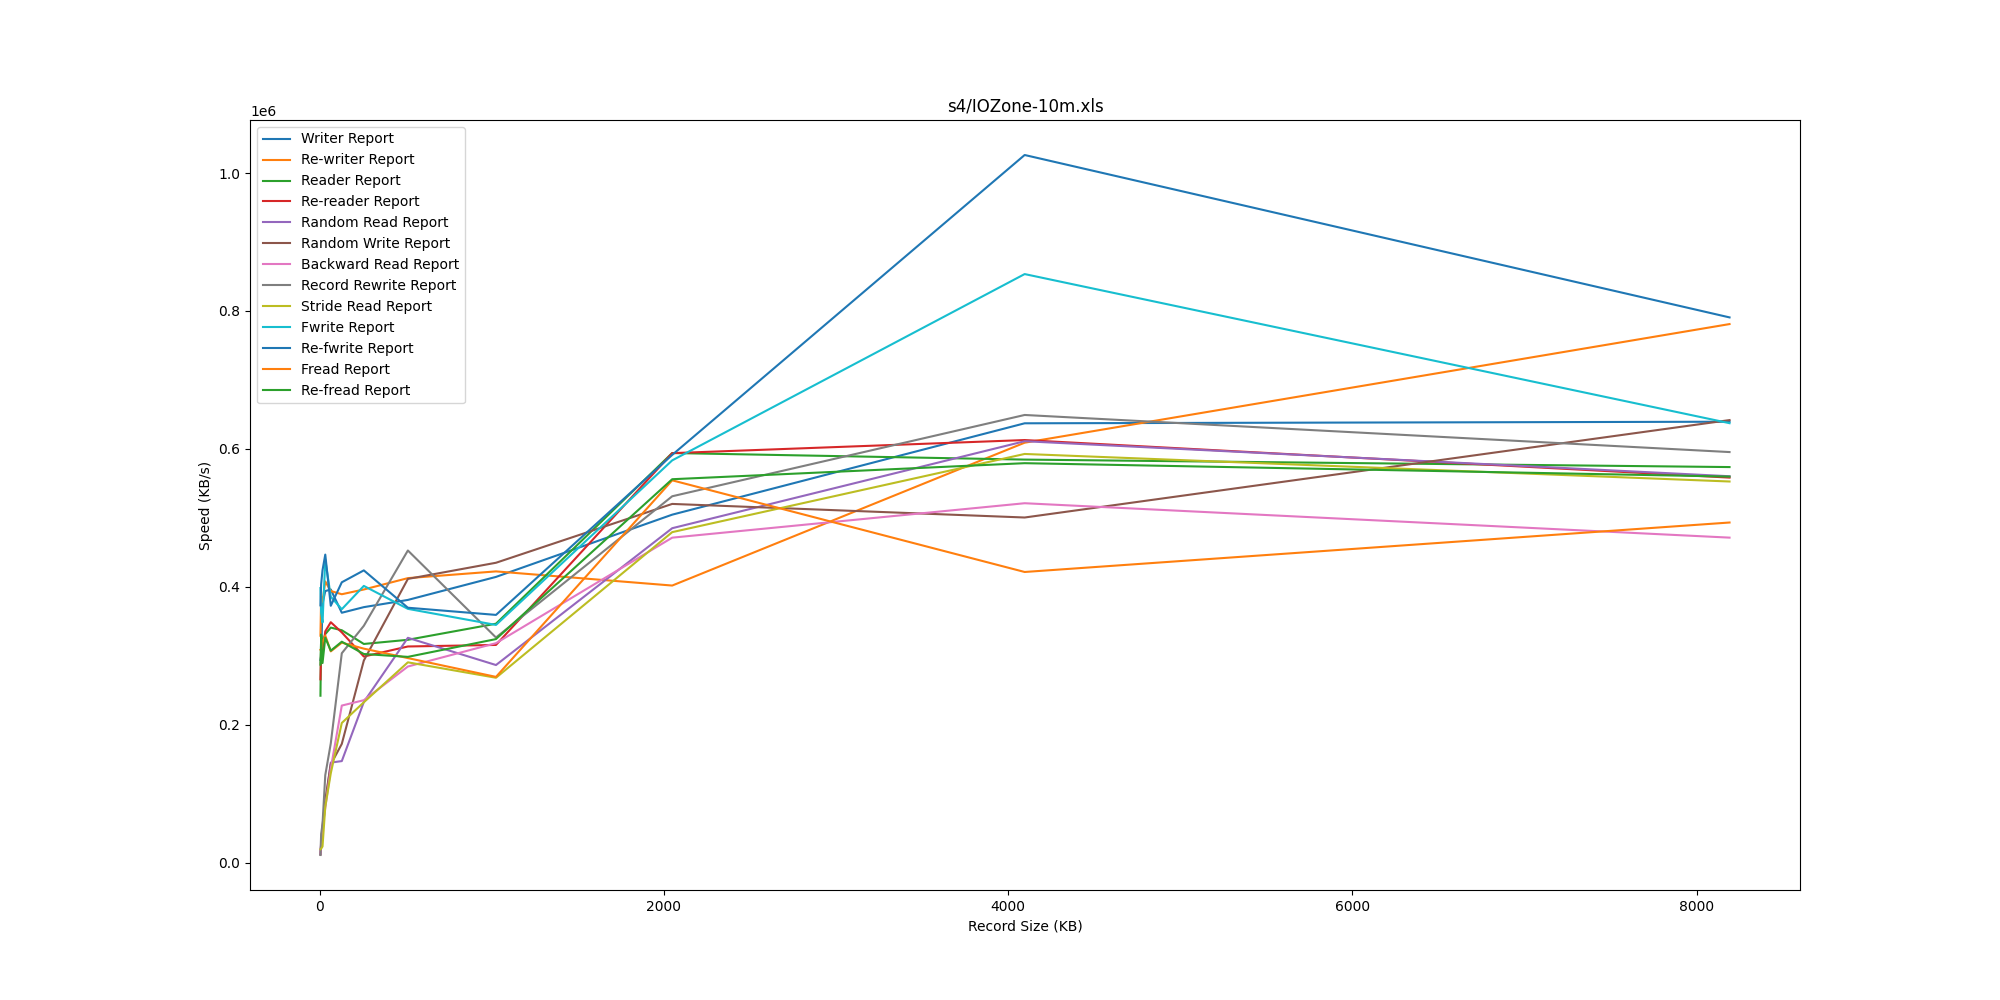 s4/IOZone-10m.xls
1e6
Writer Report
Re-writer Report
Reader Report
Re-reader Report
Random Read Report
Random Write Report
Backward Read Report
Record Rewrite Report
Stride Read Report
Fwrite Report
Re-fwrite Report
Fread Report
Re-fread Report
1.0
0.8
0.6
0.4
0.2
0.0
Speed (KB/s)
0 2000 4000 6000 8000
Record Size (KB)